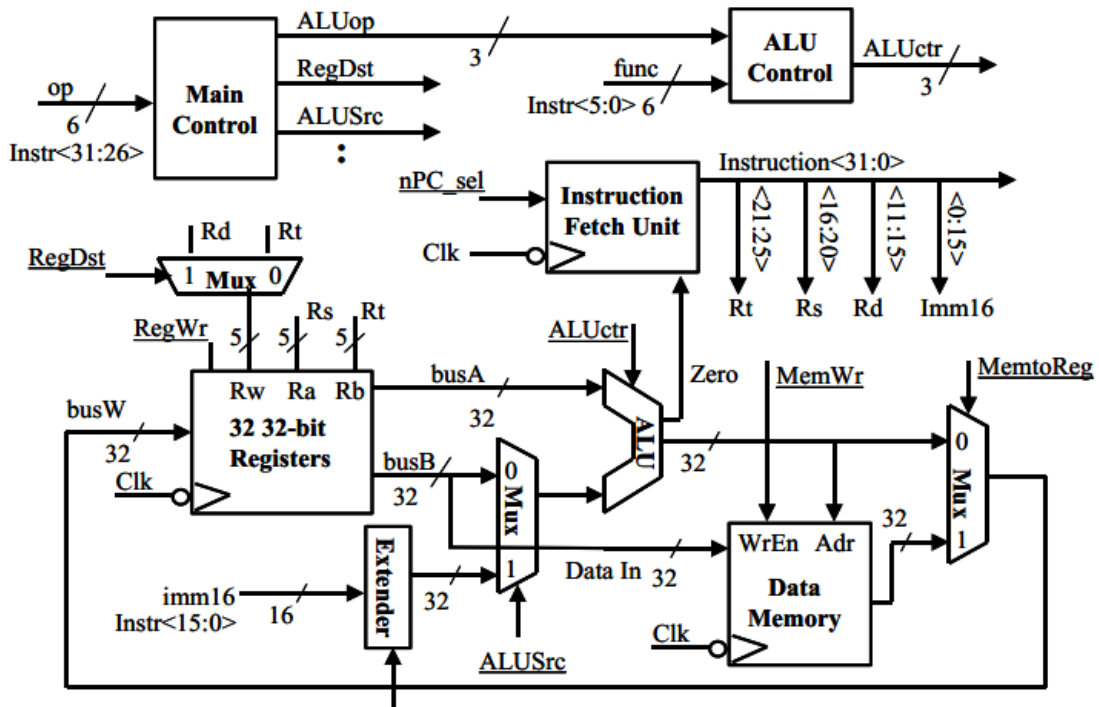 ALUop
3
RegDst
ALUSrc
:
op
6
Instr<31:26>
Main
Control
func
Instr<5:0> 6
ALU
Control
ALUctr
3
nPC_sel
Clk
Instruction
Fetch Unit
Instruction<31:0>
<21:25>
<16:20>
<11:15>
<0:15>
Rt
Rs
Rd
Imm16
Rd
Rt
RegDst
1 Mux 0
RegWr
5
5
Rs
5
Rt
busW
32
Clk
Rw Ra Rb
32 32-bit
Registers
busA
32
busB
32
0
Mux
1
ALUSrc
imm16
Instr<15:0>
16
Extender
32
ALUctr
ALU
Zero
32
Data In
32
MemWr
WrEn Adr
Data
Memory
Clk
32
MemtoReg
0
Mux
1